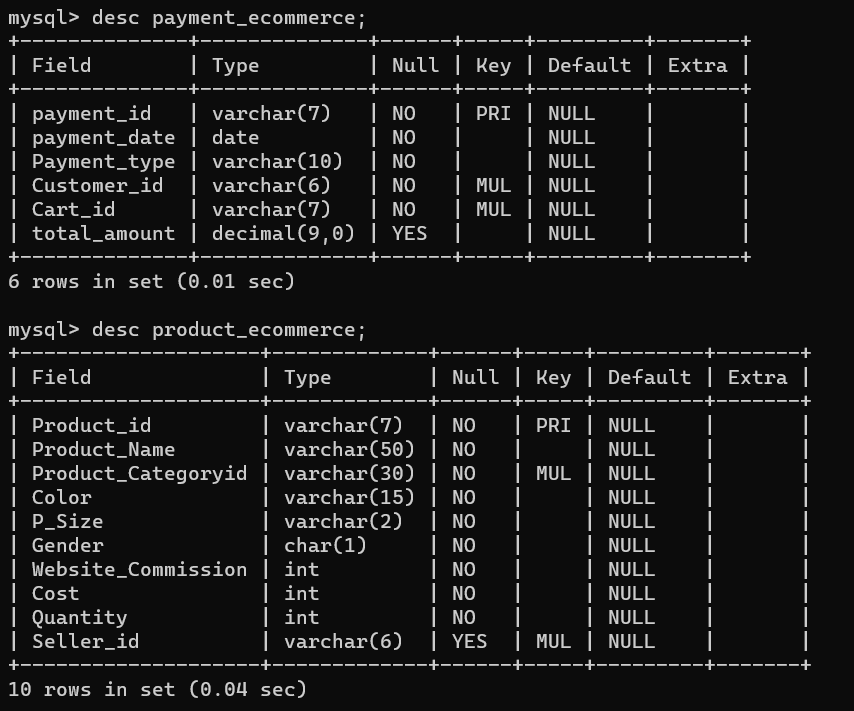 mysql> desc payment_ecommerce;
+--------------+--------------+------+-----+---------+-------+
| Field        | Type         | Null | Key | Default | Extra |
+--------------+--------------+------+-----+---------+-------+
| payment_id   | varchar(7)   | NO   | PRI | NULL    |       |
| payment_date | date         | NO   |     | NULL    |       |
| Payment_type | varchar(10)  | NO   |     | NULL    |       |
| Customer_id  | varchar(6)   | NO   | MUL | NULL    |       |
| Cart_id      | varchar(7)   | NO   | MUL | NULL    |       |
| total_amount | decimal(9,0) | YES  |     | NULL    |       |
+--------------+--------------+------+-----+---------+-------+
6 rows in set (0.01 sec)

mysql> desc product_ecommerce;
+--------------------+-------------+------+-----+---------+-------+
| Field              | Type        | Null | Key | Default | Extra |
+--------------------+-------------+------+-----+---------+-------+
| Product_id         | varchar(7)  | NO   | PRI | NULL    |       |
| Product_Name       | varchar(50) | NO   |     | NULL    |       |
| Product_Categoryid | varchar(30) | NO   | MUL | NULL    |       |
| Color              | varchar(15) | NO   |     | NULL    |       |
| P_Size             | varchar(2)  | NO   |     | NULL    |       |
| Gender             | char(1)     | NO   |     | NULL    |       |
| Website_Commission | int         | NO   |     | NULL    |       |
| Cost               | int         | NO   |     | NULL    |       |
| Quantity           | int         | NO   |     | NULL    |       |
| Seller_id          | varchar(6)  | YES  | MUL | NULL    |       |
+--------------------+-------------+------+-----+---------+-------+
10 rows in set (0.04 sec)